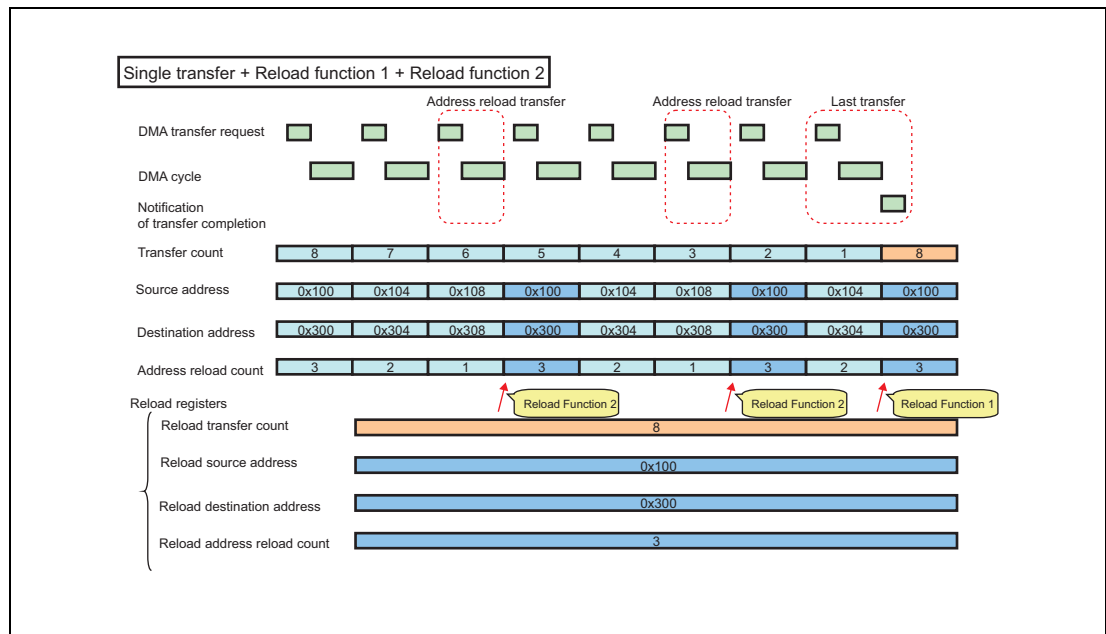 Single transfer + Reload function 1 + Reload function 2
Address reload transfer Address reload transfer Last transfer
DMA transfer request
DMA cycle
Notification
of transfer completion
Transfer count 8 7 6 5 4 3 2 1 8
Source address 0x100 0x104 0x108 0x100 0x104 0x108 0x100 0x104 0x100
Destination address 0x300 0x304 0x308 0x300 0x304 0x308 0x300 0x304 0x300
Address reload count 3 2 1 3 2 1 3 2 3
Reload Function 2 Reload Function 2 Reload Function 1
Reload registers
Reload transfer count 8
Reload source address 0x100
Reload destination address 0x300
Reload address reload count 3